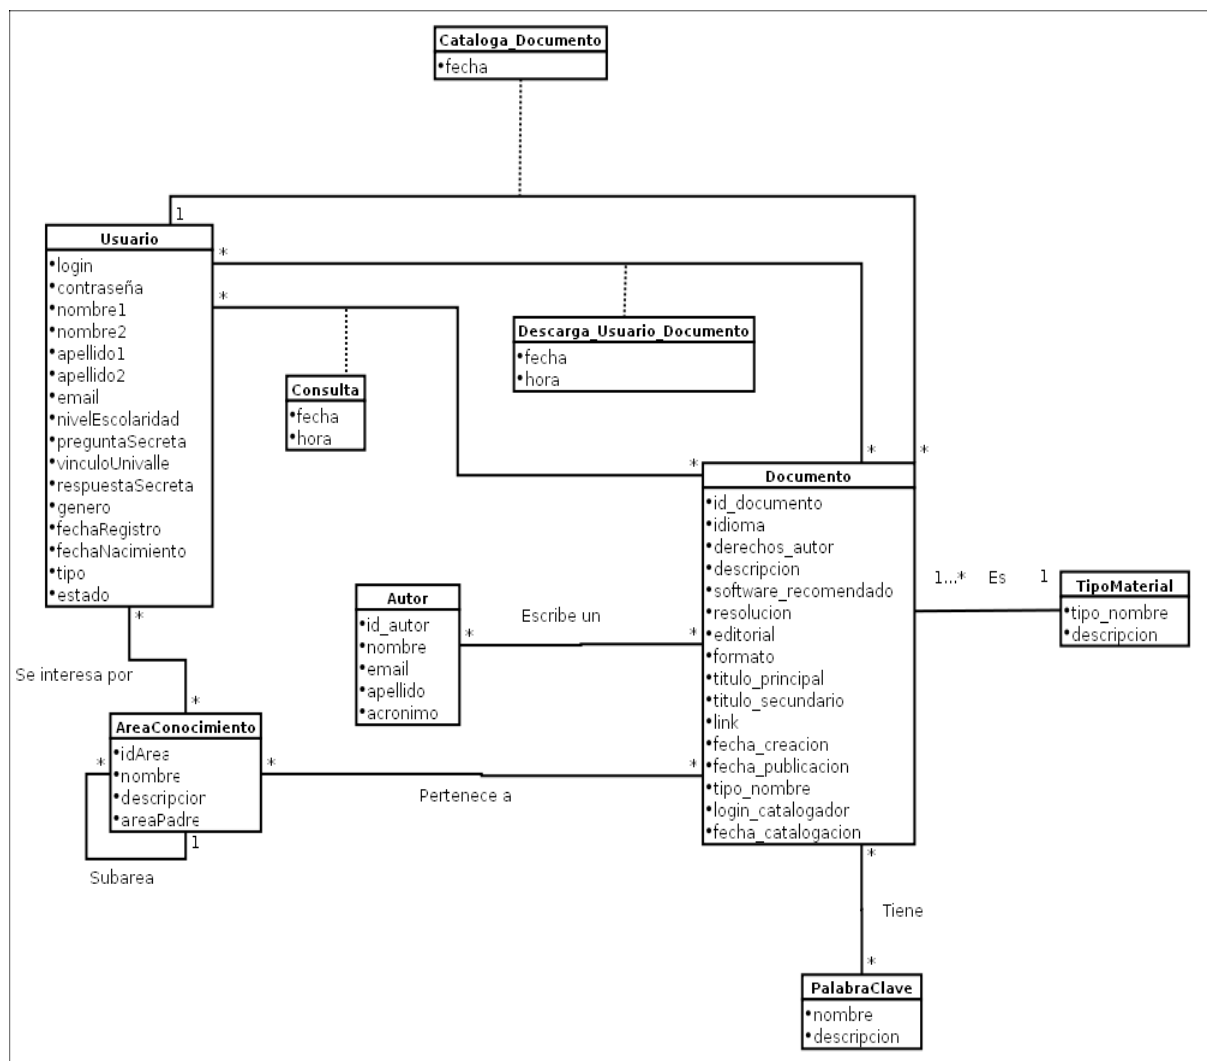 Cataloga_Documento
•fecha
1
Usuario
•login
•contraseña
•nombre1
•nombre2
•apellido1
•apellido2
•email
•nivelEscolaridad
•preguntaSecreta
•vinculoUnivalle
•respuestaSecreta
•genero
•fechaRegistro
•fechaNacimiento
•tipo
•estado
*
*
Descarga_Usuario_Documento
•fecha
•hora
Consulta
•fecha
•hora
*
*
*
Documento
•id_documento
•idioma
•derechos_autor
•descripcion
•software_recomendado
•resolucion
•editorial
•formato
•titulo_principal
•titulo_secundario
•link
•fecha_creacion
•fecha_publicacion
•tipo_nombre
•login_catalogador
•fecha_catalogacion
1...* Es 1
TipoMaterial
•tipo_nombre
•descripcion
Autor
•id_autor
•nombre
•email
•apellido
•acronimo
Escribe un
*
*
*
Se interesa por
*
AreaConocimiento
•idArea
•nombre
•descripcion
•areaPadre
*
1
Subarea
*
*
Pertenece a
*
Tiene
*
PalabraClave
•nombre
•descripcion